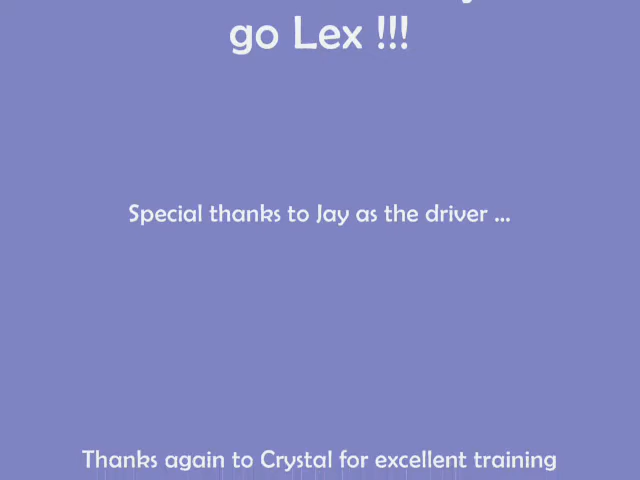 go Lex !!!
Special thanks to Jay as the driver ...
Thanks again to Crystal for excellent training